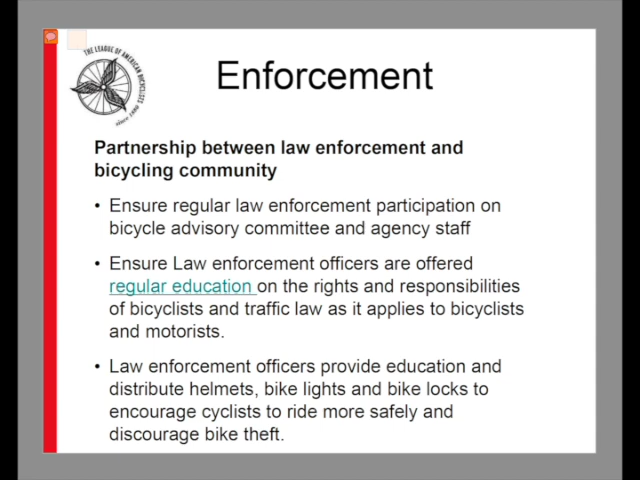 THE LEAGUE OF AMERICAN BICYCLISTS
since 1880
Enforcement
Partnership between law enforcement and
bicycling community
• Ensure regular law enforcement participation on
bicycle advisory committee and agency staff
• Ensure Law enforcement officers are offered
regular education on the rights and responsibilities
of bicyclists and traffic law as it applies to bicyclists
and motorists.
• Law enforcement officers provide education and
distribute helmets, bike lights and bike locks to
encourage cyclists to ride more safely and
discourage bike theft.